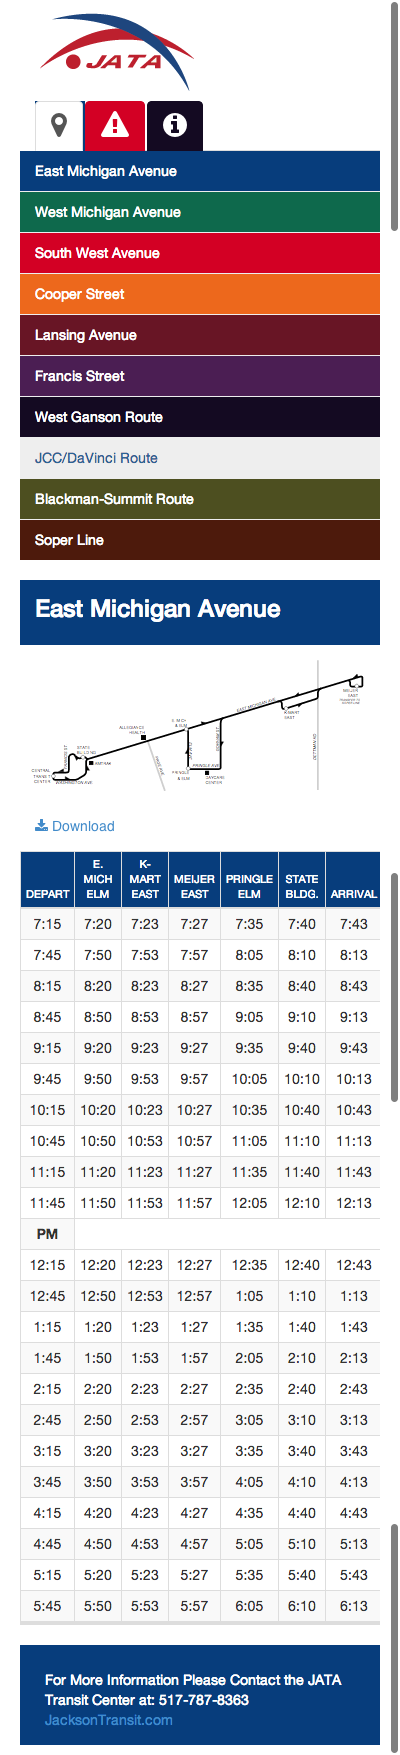 JATA
East Michigan Avenue
West Michigan Avenue
South West Avenue
Cooper Street
Lansing Avenue
Francis Street
West Ganson Route
JCC/DaVinci Route
Blackman-Summit Route
Soper Line
East Michigan Avenue
MEIJER
EAST
EAST MICHIGAN AVE
K-MART
EAST
E. MICH
& ELM
ALLEGIANCE
HEALTH
STATE
BUILDING
AMTRAK
PRINGLE AVE
CENTRAL
TRANSIT
CENTER
WASHINGTON AVE
PRINGLE
& ELM
DAYCARE
CENTER
DETTMAN RD
Download
DEPART E. MICH ELM K-MART EAST MEIJER EAST PRINGLE ELM STATE BLDG. ARRIVAL
7:15 7:20 7:23 7:27 7:35 7:40 7:43
7:45 7:50 7:53 7:57 8:05 8:10 8:13
8:15 8:20 8:23 8:27 8:35 8:40 8:43
8:45 8:50 8:53 8:57 9:05 9:10 9:13
9:15 9:20 9:23 9:27 9:35 9:40 9:43
9:45 9:50 9:53 9:57 10:05 10:10 10:13
10:15 10:20 10:23 10:27 10:35 10:40 10:43
10:45 10:50 10:53 10:57 11:05 11:10 11:13
11:15 11:20 11:23 11:27 11:35 11:40 11:43
11:45 11:50 11:53 11:57 12:05 12:10 12:13
PM
12:15 12:20 12:23 12:27 12:35 12:40 12:43
12:45 12:50 12:53 12:57 1:05 1:10 1:13
1:15 1:20 1:23 1:27 1:35 1:40 1:43
1:45 1:50 1:53 1:57 2:05 2:10 2:13
2:15 2:20 2:23 2:27 2:35 2:40 2:43
2:45 2:50 2:53 2:57 3:05 3:10 3:13
3:15 3:20 3:23 3:27 3:35 3:40 3:43
3:45 3:50 3:53 3:57 4:05 4:10 4:13
4:15 4:20 4:23 4:27 4:35 4:40 4:43
4:45 4:50 4:53 4:57 5:05 5:10 5:13
5:15 5:20 5:23 5:27 5:35 5:40 5:43
5:45 5:50 5:53 5:57 6:05 6:10 6:13
For More Information Please Contact the JATA
Transit Center at: 517-787-8363
JacksonTransit.com